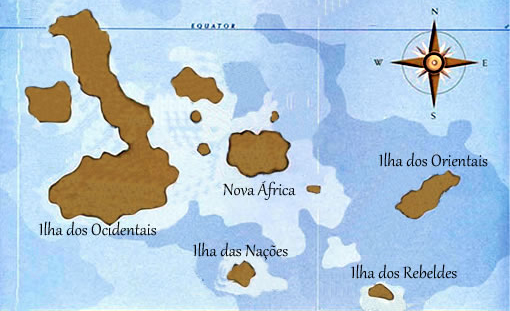 EQUATOR
N
W E
S
Ilha dos Orientais
Nova África
Ilha dos Ocidentais
Ilha das Nações
Ilha dos Rebeldes